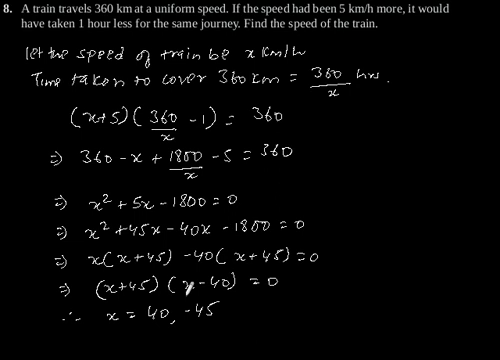 8. A train travels 360 km at a uniform speed. If the speed had been 5 km/h more, it would
have taken 1 hour less for the same journey. Find the speed of the train.
let the speed of train be x km/h
Time taken to cover 360km = 360/x hrs.
(x+5)(360/x - 1) = 360
⇒ 360 - x + 1800/x - 5 = 360
⇒ x² + 5x - 1800 = 0
⇒ x² + 45x - 40x - 1800 = 0
⇒ x(x+45) - 40(x+45) = 0
⇒ (x+45)(x-40) = 0
∴ x = 40, -45